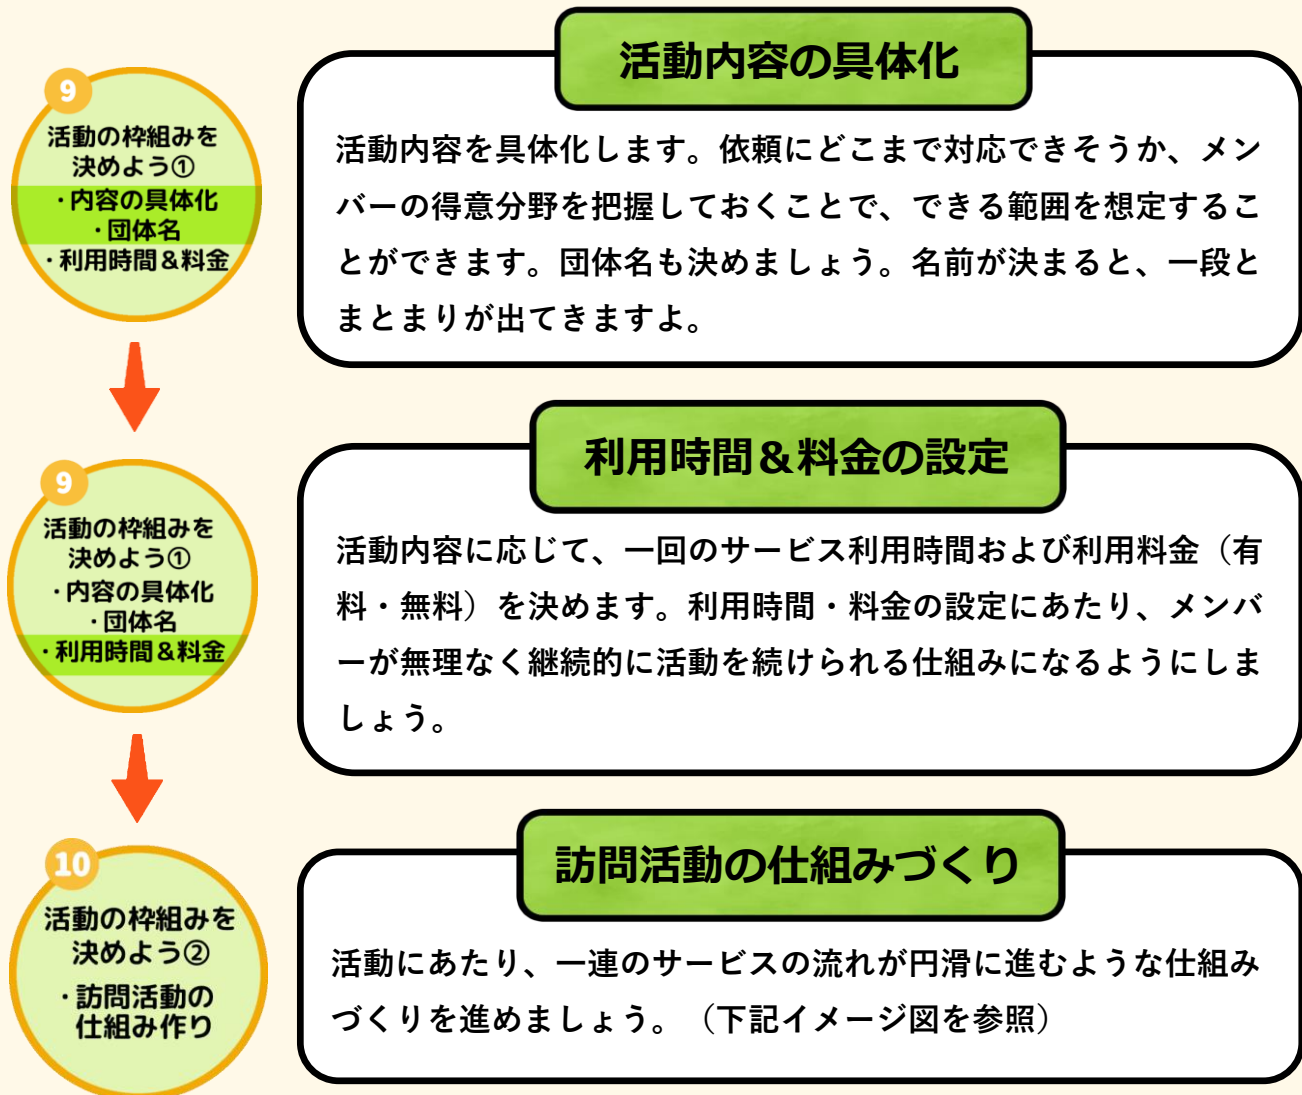 活動内容の具体化
9
活動の枠組みを
決めよう①
・内容の具体化
・団体名
・利用時間&料金
活動内容を具体化します。依頼にどこまで対応できそうか、メン
バーの得意分野を把握しておくことで、できる範囲を想定するこ
とができます。団体名も決めましょう。名前が決まると、一段と
まとまりが出てきますよ。
利用時間&料金の設定
9
活動の枠組みを
決めよう①
・内容の具体化
・団体名
・利用時間&料金
活動内容に応じて、一回のサービス利用時間および利用料金（有
料・無料）を決めます。利用時間・料金の設定にあたり、メンバ
ーが無理なく継続的に活動を続けられる仕組みになるようにしま
しょう。
訪問活動の仕組みづくり
10
活動の枠組みを
決めよう②
・訪問活動の
仕組み作り
活動にあたり、一連のサービスの流れが円滑に進むような仕組み
づくりを進めましょう。（下記イメージ図を参照）